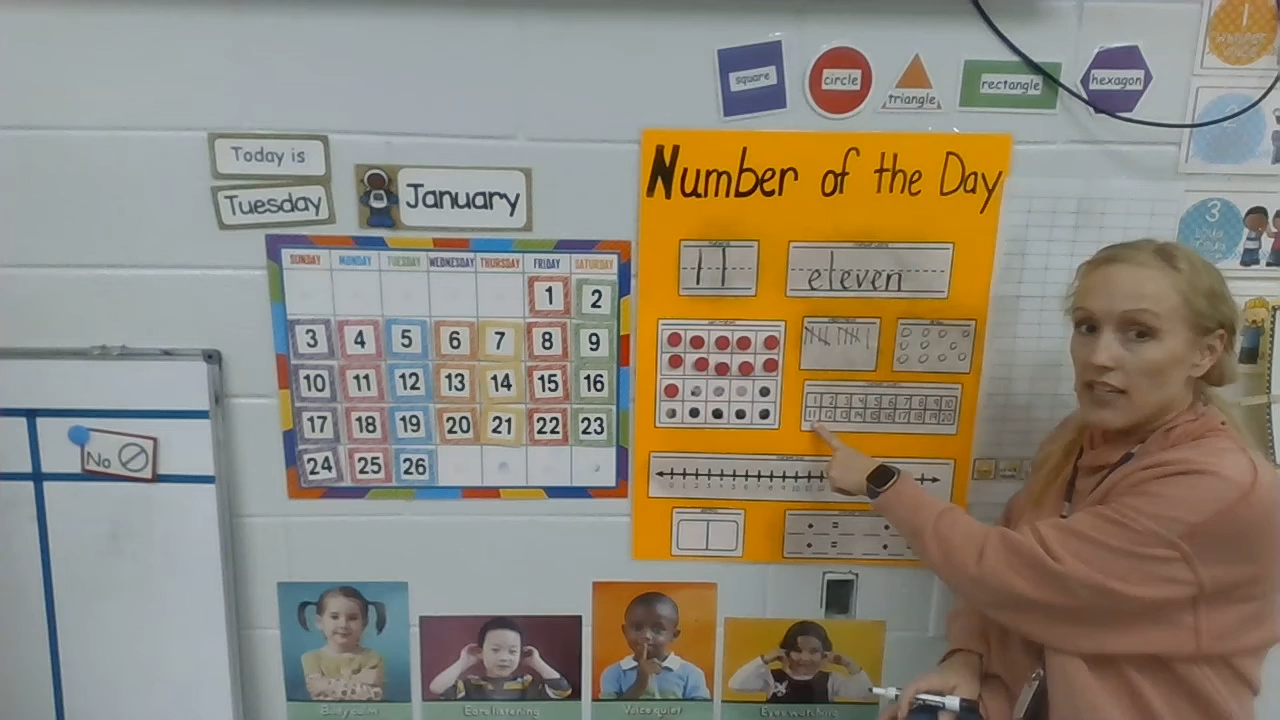 square
circle
triangle
rectangle
hexagon
1
2
3
Today is
Tuesday
January
SUNDAY MONDAY TUESDAY WEDNESDAY THURSDAY FRIDAY SATURDAY
1 2
3 4 5 6 7 8 9
10 11 12 13 14 15 16
17 18 19 20 21 22 23
24 25 26
Number of the Day
11
eleven
1 2 3 4 5 6 7 8 9 10
11 12 13 14 15 16 17 18 19 20
+ =
No
Body calm
Ears listening
Voice quiet
Eyes watching